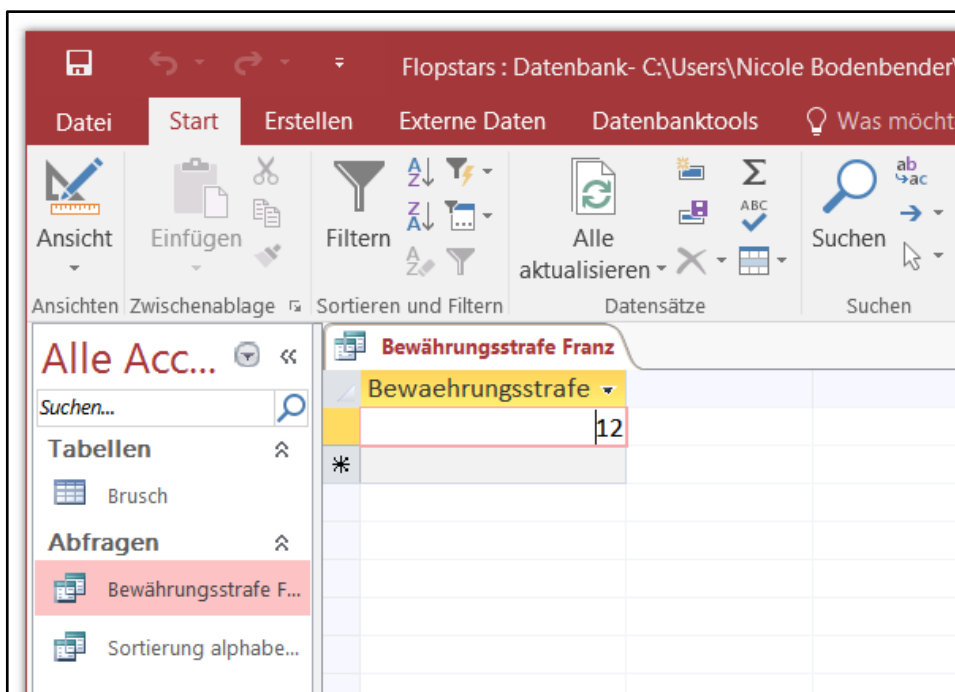 Flopstars : Datenbank- C:\Users\Nicole Bodenbender\
Datei Start Erstellen Externe Daten Datenbanktools Was möcht
Ansicht Einfügen Filtern Alle aktualisieren Suchen
Ansichten Zwischenablage Sortieren und Filtern Datensätze Suchen
Alle Acc...
Suchen...
Tabellen
Brusch
Abfragen
Bewährungsstrafe F...
Sortierung alphabe...
Bewährungsstrafe Franz
Bewaehrungsstrafe
12